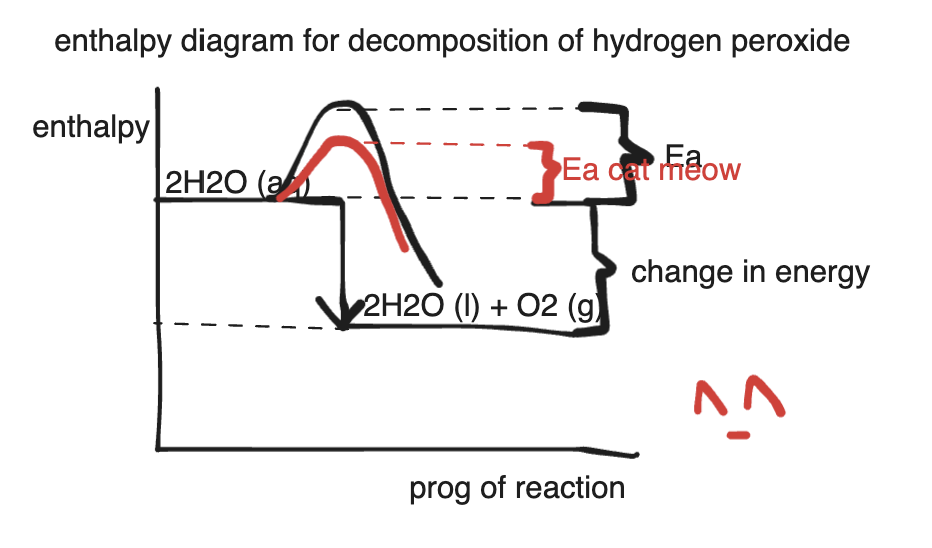 enthalpy diagram for decomposition of hydrogen peroxide
enthalpy
2H2O (aq)
Ea
Ea cat meow
change in energy
2H2O (l) + O2 (g)
prog of reaction